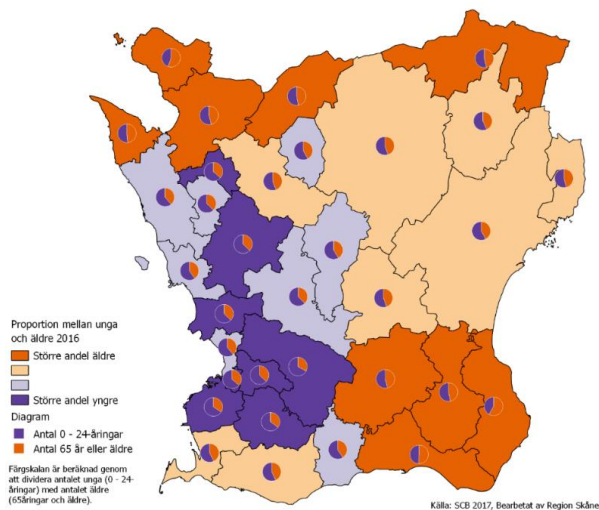 Proportion mellan unga
och äldre 2016
Större andel äldre
Större andel yngre
Diagram
Antal 0 - 24-åringar
Antal 65 år eller äldre
Färgskalan är beräknad genom
att dividera antalet unga (0 - 24-
åringar) med antalet äldre
(65åringar och äldre).
Källa: SCB 2017, Bearbetat av Region Skåne